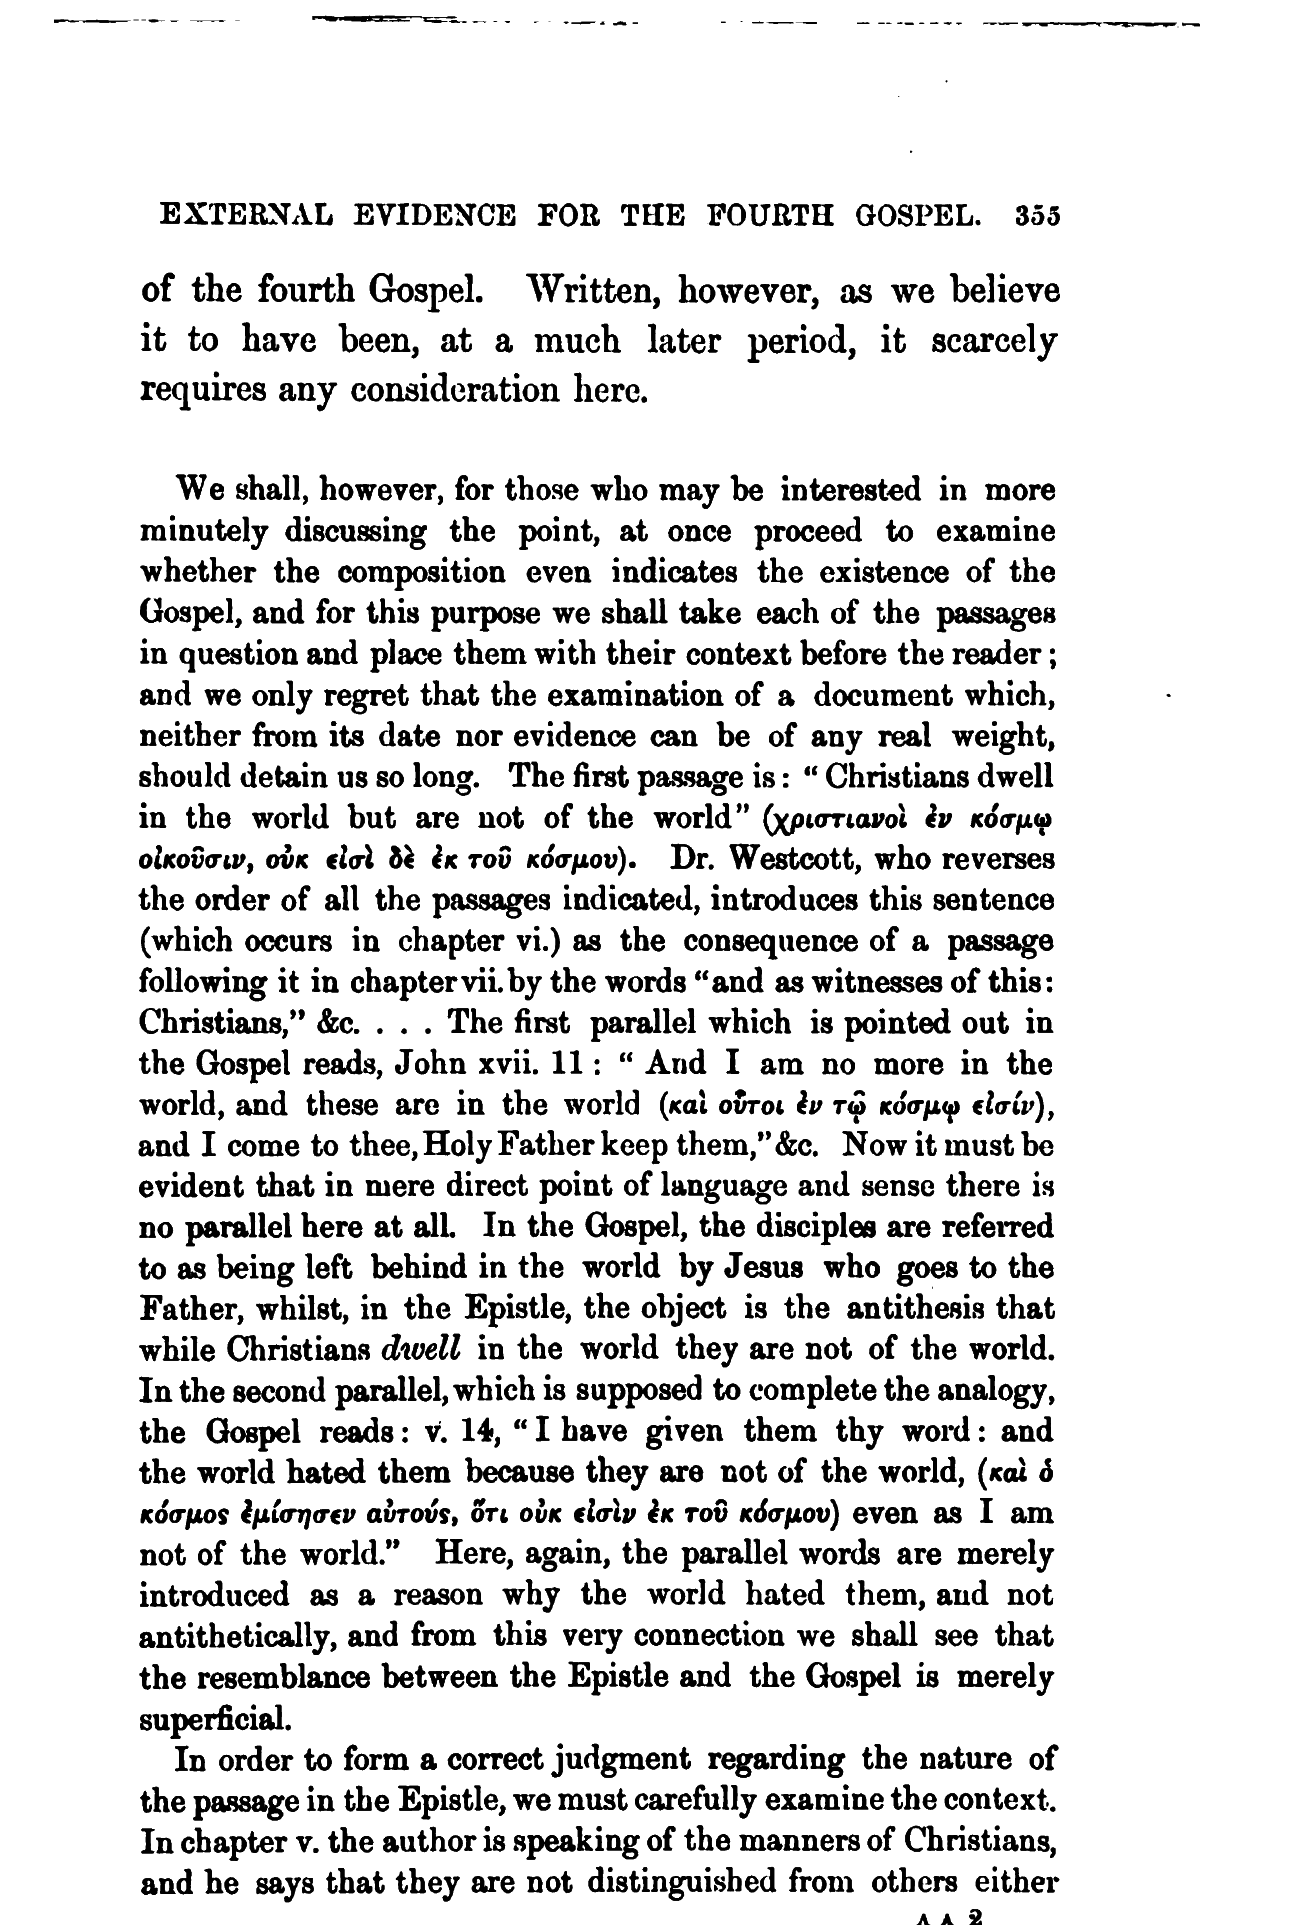 EXTERNAL EVIDENCE FOR THE FOURTH GOSPEL. 355
of the fourth Gospel. Written, however, as we believe
it to have been, at a much later period, it scarcely
requires any consideration here.
We shall, however, for those who may be interested in more
minutely discussing the point, at once proceed to examine
whether the composition even indicates the existence of the
Gospel, and for this purpose we shall take each of the passages
in question and place them with their context before the reader;
and we only regret that the examination of a document which,
neither from its date nor evidence can be of any real weight,
should detain us so long. The first passage is: “Christians dwell
in the world but are not of the world” (χριστιανοὶ ἐν κόσμῳ
οἰκοῦσιν, οὐκ εἰσὶ δὲ ἐκ τοῦ κόσμου). Dr. Westcott, who reverses
the order of all the passages indicated, introduces this sentence
(which occurs in chapter vi.) as the consequence of a passage
following it in chapter vii. by the words “and as witnesses of this:
Christians,” &c. . . . The first parallel which is pointed out in
the Gospel reads, John xvii. 11: “And I am no more in the
world, and these are in the world (καὶ οὗτοι ἐν τῷ κόσμῳ εἰσίν),
and I come to thee, Holy Father keep them,” &c. Now it must be
evident that in mere direct point of language and sense there is
no parallel here at all. In the Gospel, the disciples are referred
to as being left behind in the world by Jesus who goes to the
Father, whilst, in the Epistle, the object is the antithesis that
while Christians dwell in the world they are not of the world.
In the second parallel, which is supposed to complete the analogy,
the Gospel reads: v. 14, “I have given them thy word: and
the world hated them because they are not of the world, (καὶ ὁ
κόσμος ἐμίσησεν αὐτούς, ὅτι οὐκ εἰσὶν ἐκ τοῦ κόσμου) even as I am
not of the world.” Here, again, the parallel words are merely
introduced as a reason why the world hated them, and not
antithetically, and from this very connection we shall see that
the resemblance between the Epistle and the Gospel is merely
superficial.
In order to form a correct judgment regarding the nature of
the passage in the Epistle, we must carefully examine the context.
In chapter v. the author is speaking of the manners of Christians,
and he says that they are not distinguished from others either
A A 2